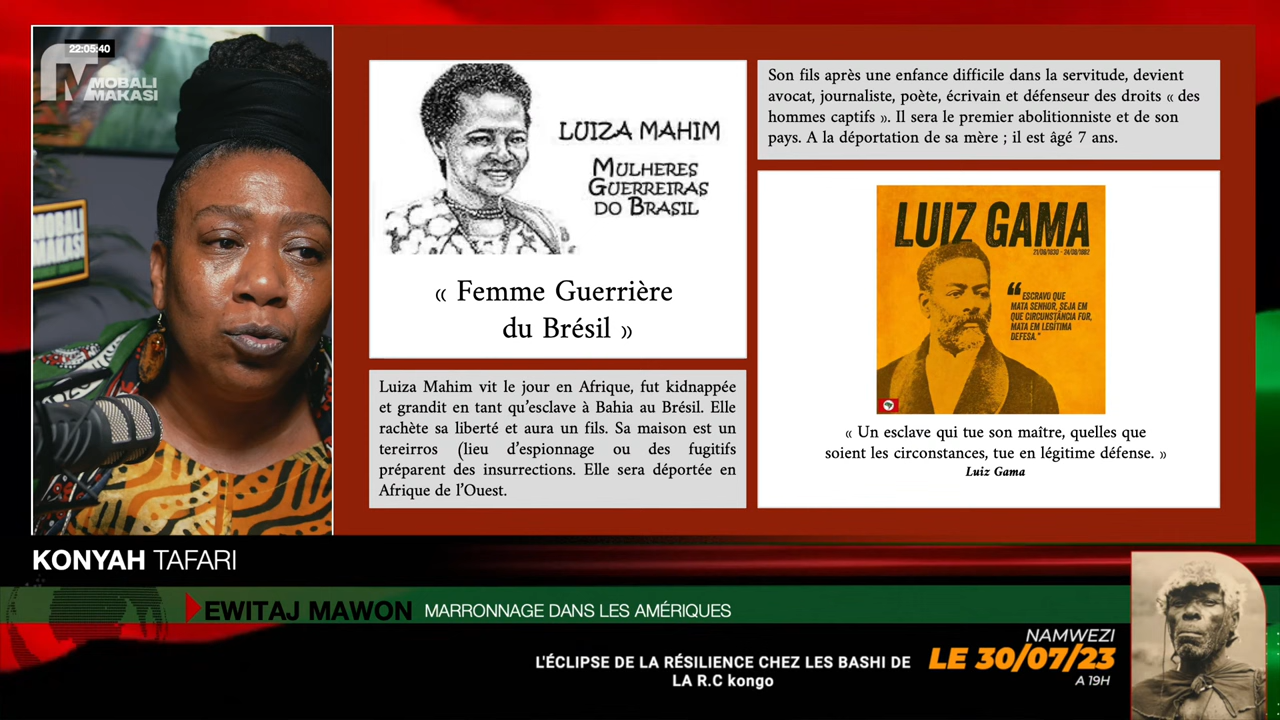 22:05:40
MOBALI
MAKASI
MOBALI
MAKASI
LUIZA MAHIM
MULHERES
GUERREIRAS
DO BRASIL
« Femme Guerrière
du Brésil »
Luiza Mahim vit le jour en Afrique, fut kidnappée
et grandit en tant qu'esclave à Bahia au Brésil. Elle
rachète sa liberté et aura un fils. Sa maison est un
tereirros (lieu d'espionnage ou des fugitifs
préparent des insurrections. Elle sera déportée en
Afrique de l'Ouest.
Son fils après une enfance difficile dans la servitude, devient
avocat, journaliste, poète, écrivain et défenseur des droits « des
hommes captifs ». Il sera le premier abolitionniste et de son
pays. A la déportation de sa mère ; il est âgé 7 ans.
LUIZ GAMA
21/06/1830 - 24/08/1882
“ESCRAVO QUE
MATA SENHOR, SEJA EM
QUE CIRCUNSTÂNCIA FOR,
MATA EM LEGÍTIMA
DEFESA.”
« Un esclave qui tue son maître, quelles que
soient les circonstances, tue en légitime défense. »
Luiz Gama
KONYAH TAFARI
EWITAJ MAWON MARRONNAGE DANS LES AMÉRIQUES
L'ÉCLIPSE DE LA RÉSILIENCE CHEZ LES BASHI DE
LA R.C kongo
NAMWEZI
LE 30/07/23
A 19H